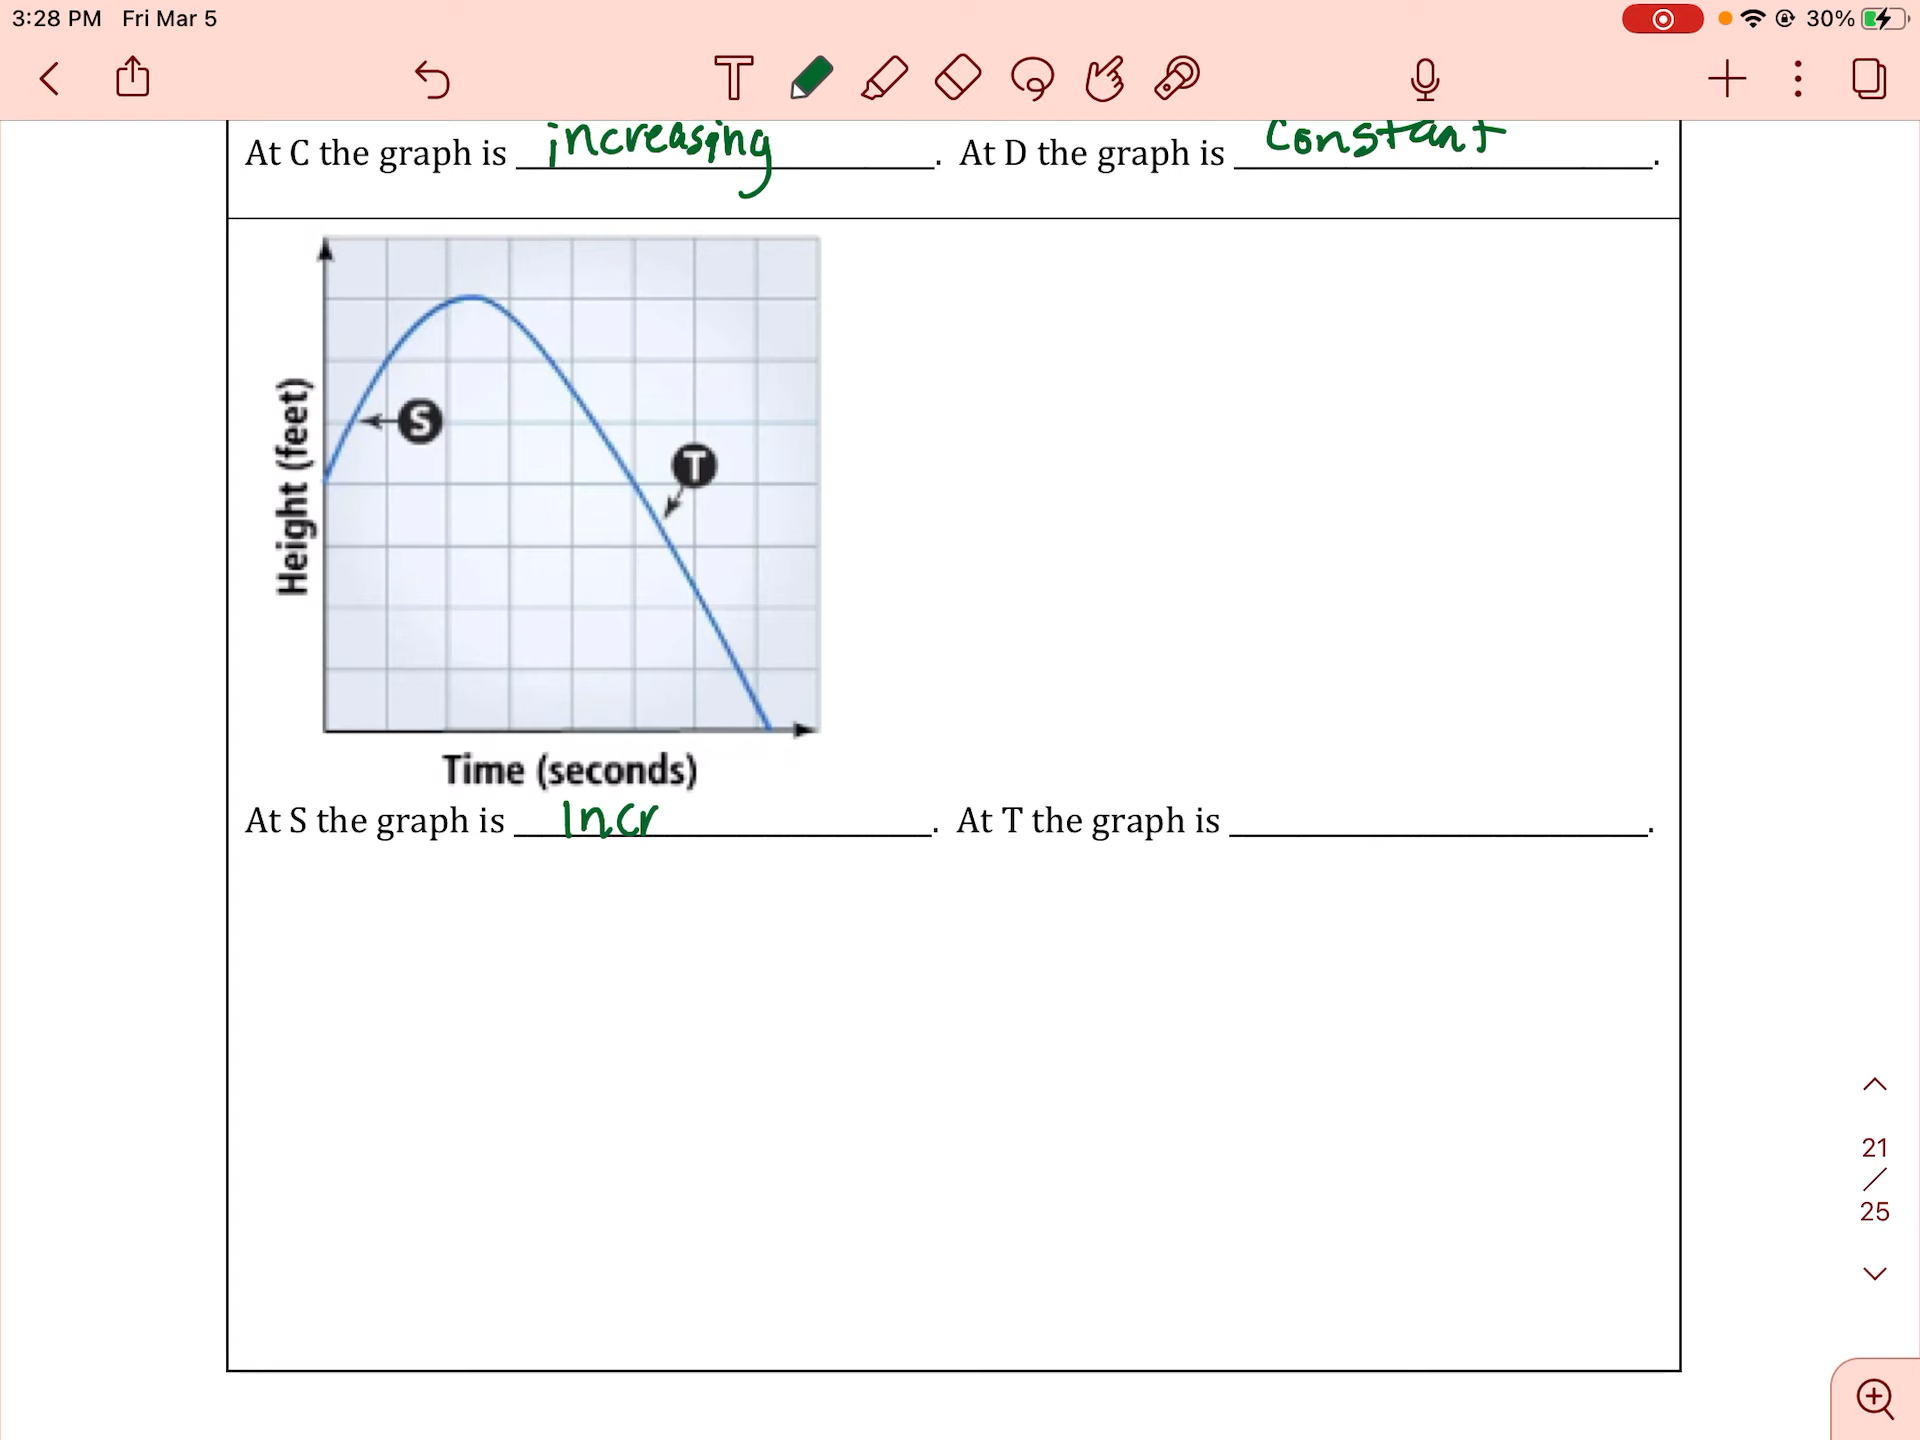 3:28 PM Fri Mar 5 30%
T
At C the graph is increasing. At D the graph is constant.
Height (feet)
S
T
Time (seconds)
At S the graph is Incr. At T the graph is .
21
/
25